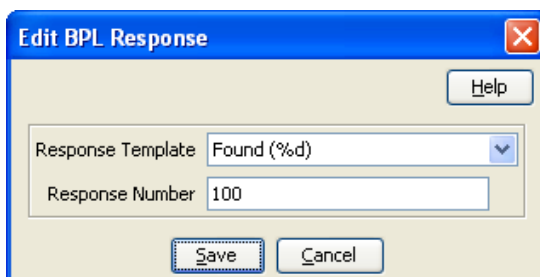 Edit BPL Response
Help
Response Template Found (%d)
Response Number 100
Save Cancel